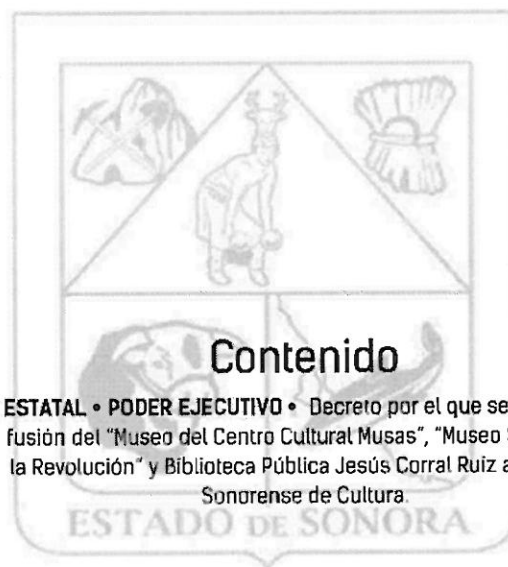 Contenido
ESTATAL • PODER EJECUTIVO • Decreto por el que se
fusión del "Museo del Centro Cultural Musas", "Museo
la Revolución" y Biblioteca Pública Jesús Corral Ruiz a
Sonorense de Cultura.
ESTADO DE SONORA